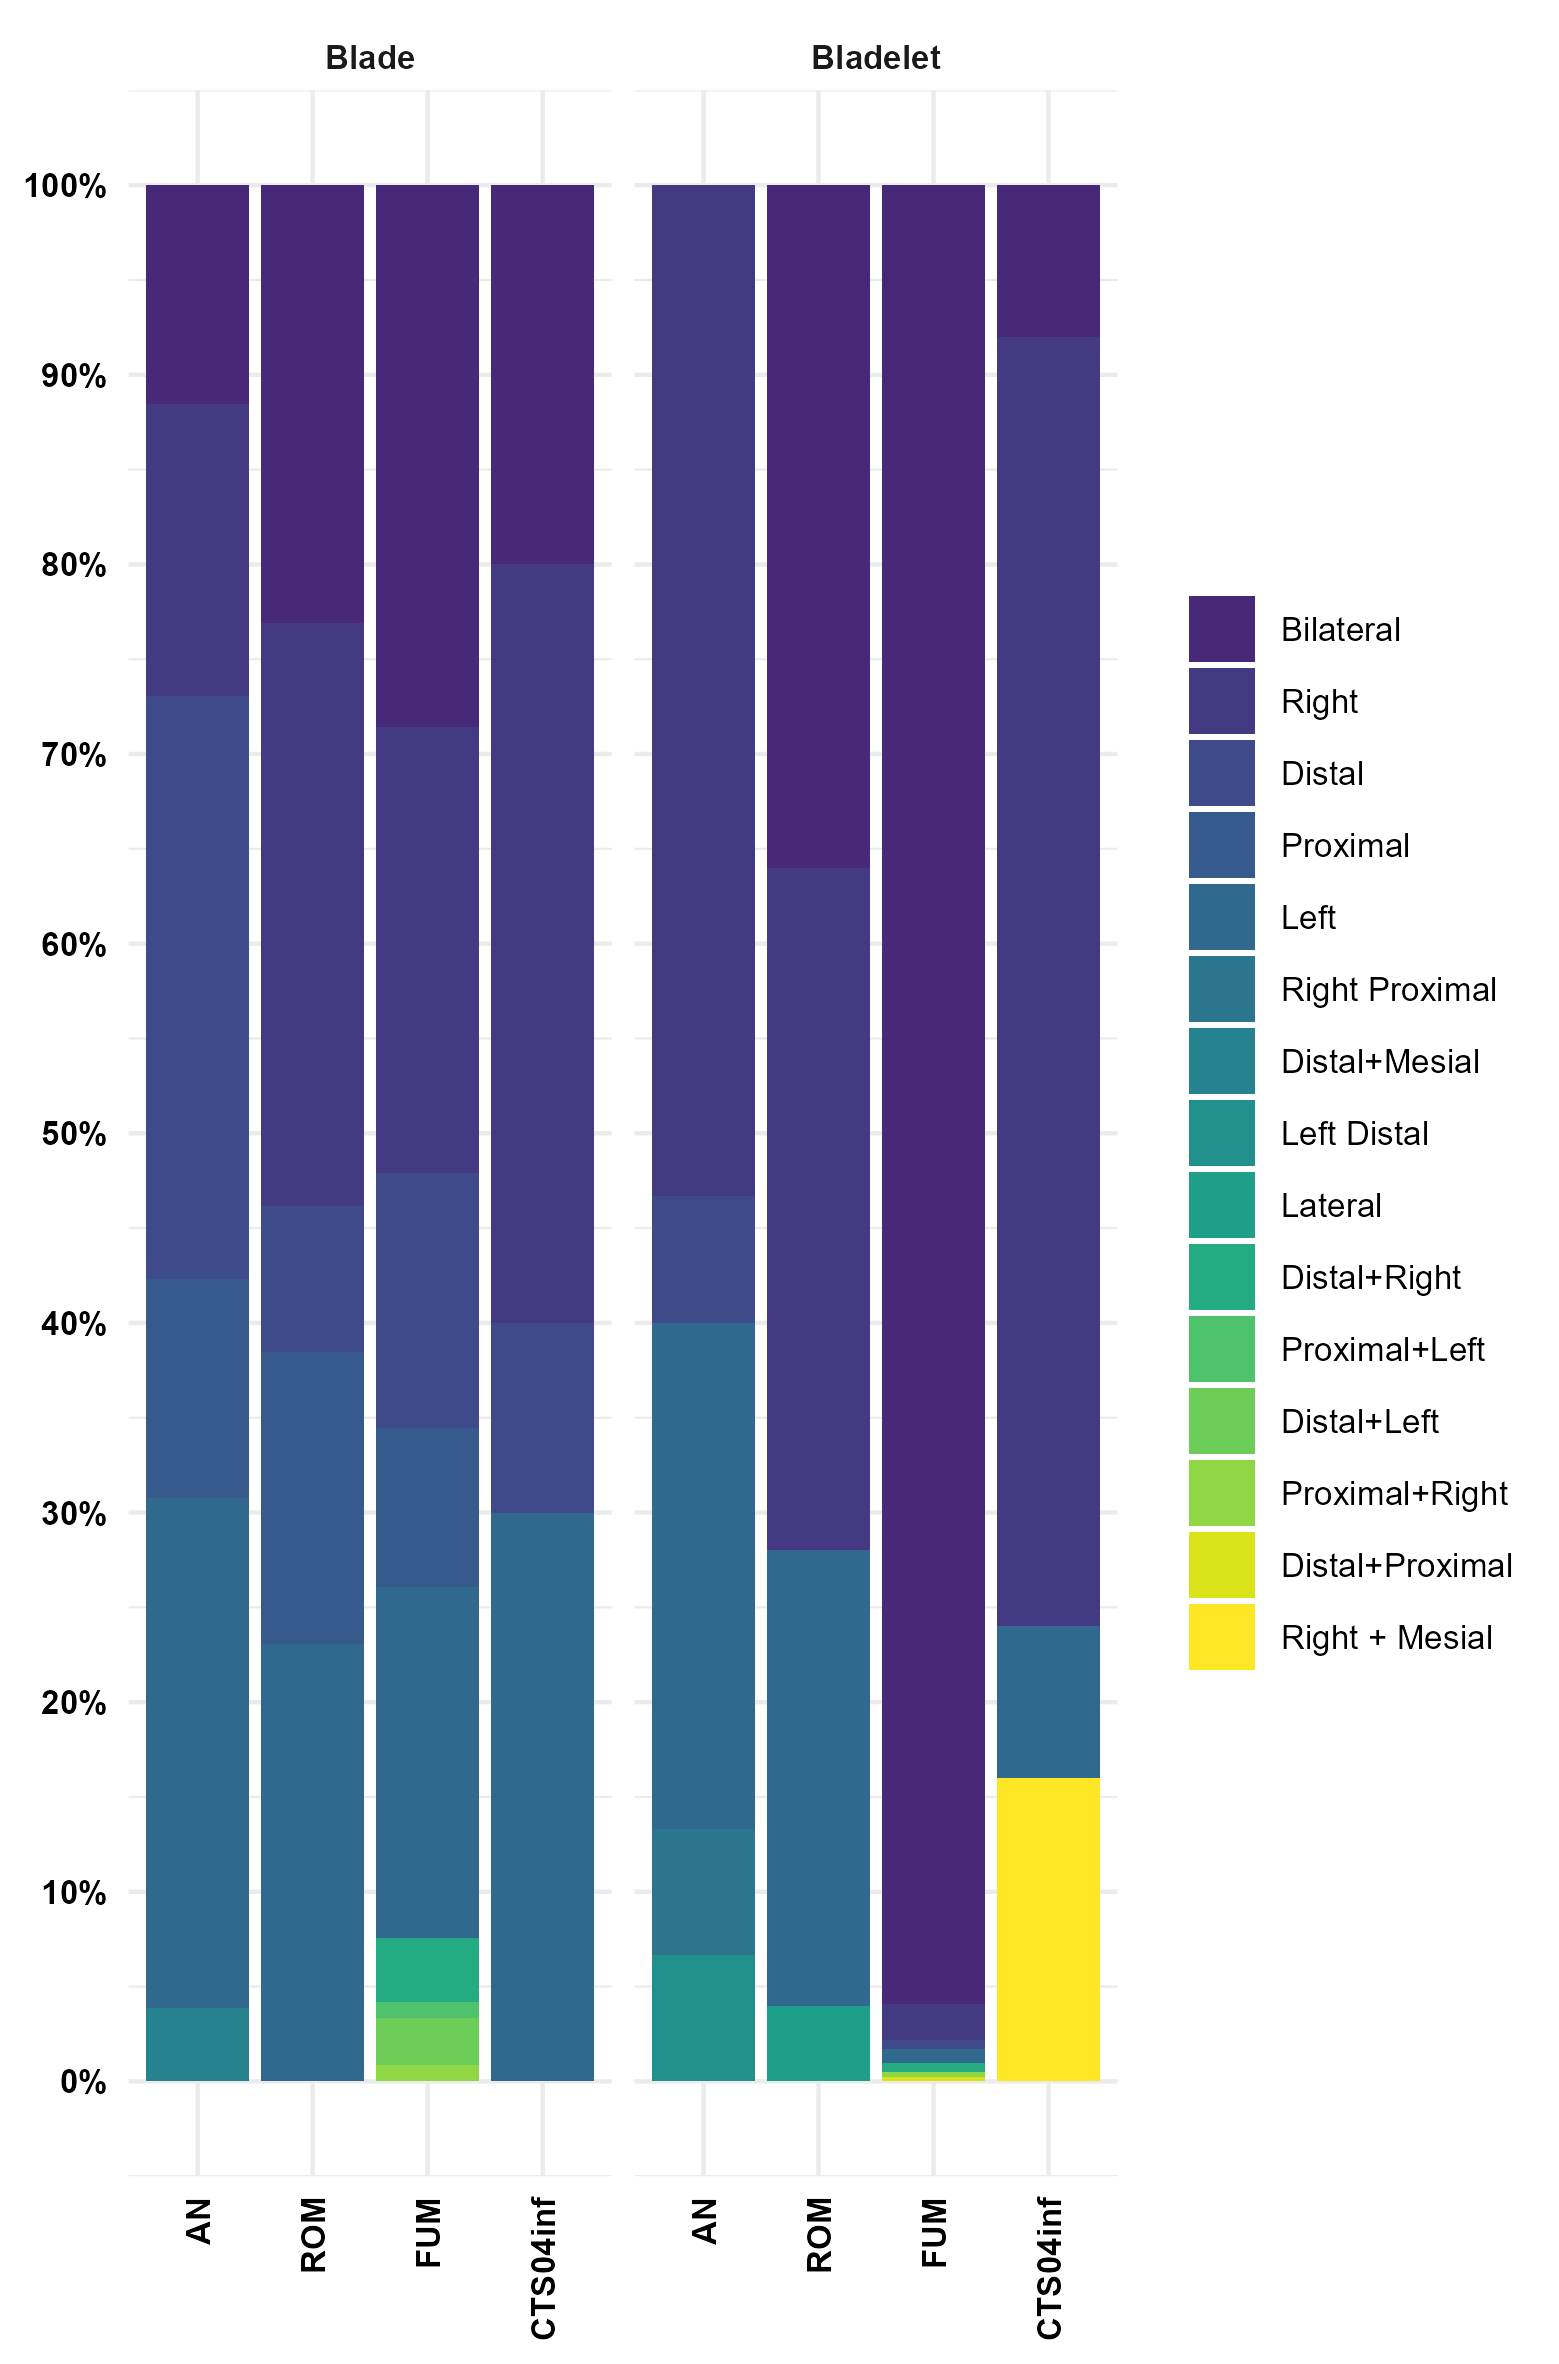 Blade
Bladelet
100%
90%
80%
70%
60%
50%
40%
30%
20%
10%
0%
AN
ROM
FUM
CTS04inf
AN
ROM
FUM
CTS04inf
Bilateral
Right
Distal
Proximal
Left
Right Proximal
Distal+Mesial
Left Distal
Lateral
Distal+Right
Proximal+Left
Distal+Left
Proximal+Right
Distal+Proximal
Right + Mesial